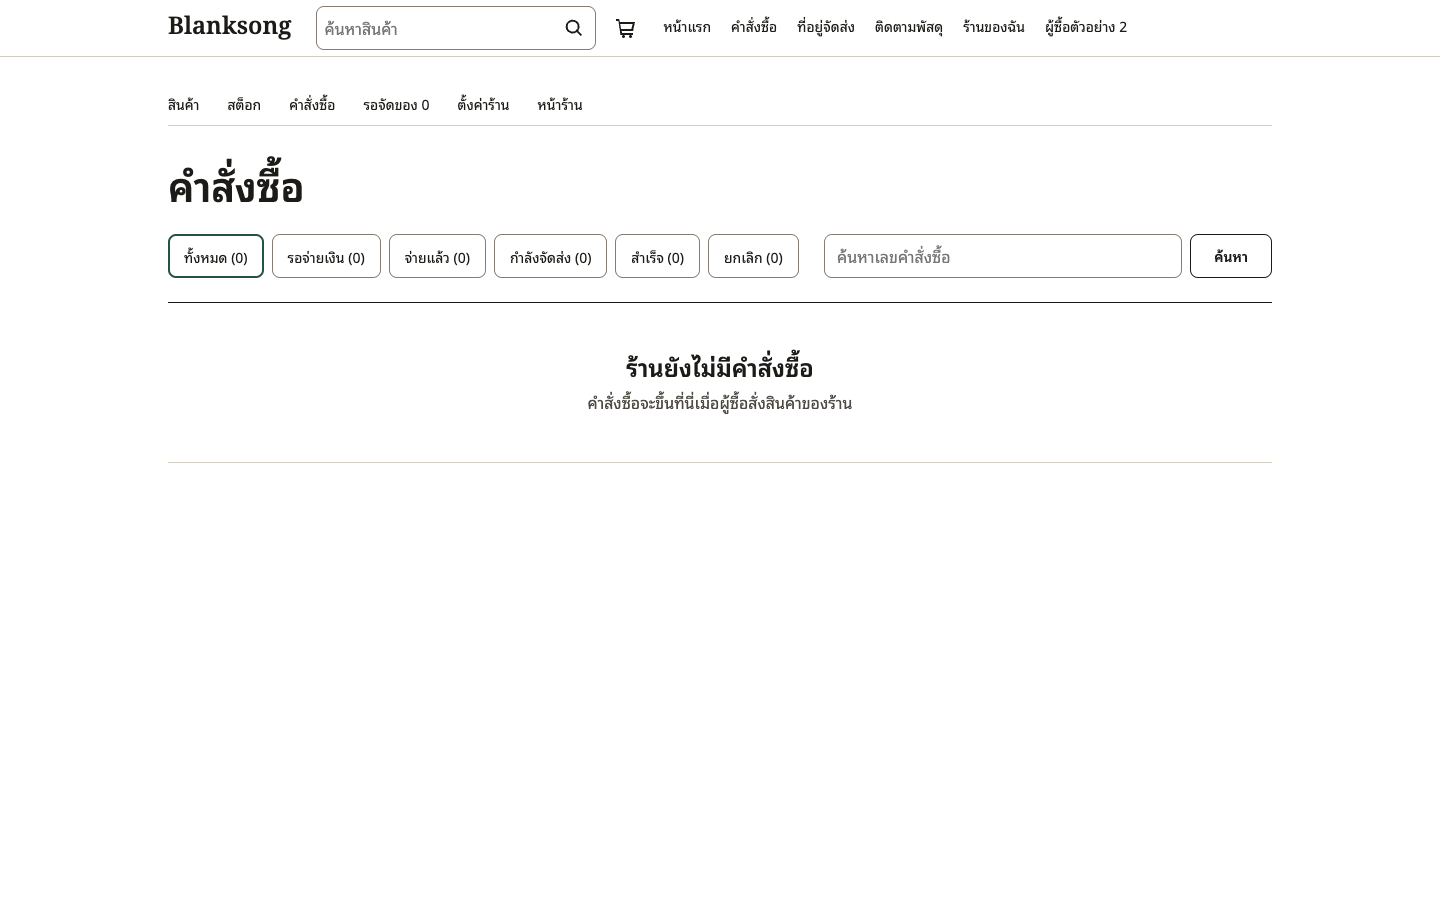 Blanksong
ค้นหาสินค้า
หน้าแรก คำสั่งซื้อ ที่อยู่จัดส่ง ติดตามพัสดุ ร้านของฉัน ผู้ซื้อตัวอย่าง 2
สินค้า สต็อก คำสั่งซื้อ รอจัดของ 0 ตั้งค่าร้าน หน้าร้าน
คำสั่งซื้อ
ทั้งหมด (0) รอจ่ายเงิน (0) จ่ายแล้ว (0) กำลังจัดส่ง (0) สำเร็จ (0) ยกเลิก (0) ค้นหาเลขคำสั่งซื้อ ค้นหา
ร้านยังไม่มีคำสั่งซื้อ
คำสั่งซื้อจะขึ้นที่นี่เมื่อผู้ซื้อสั่งสินค้าของร้าน